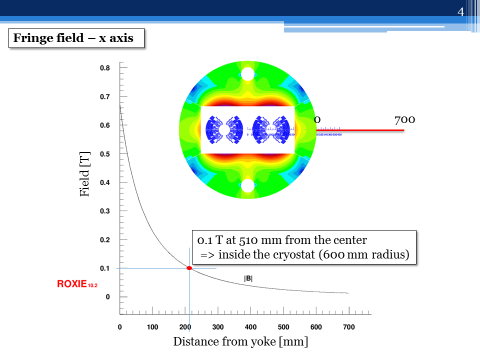 4
Fringe field – x axis
0 700
0.8
0.7
0.6
0.5
0.4
0.3
0.2
0.1
0
Field [T]
0.1 T at 510 mm from the center
=> inside the cryostat (600 mm radius)
|B|
ROXIE10.2
0 100 200 300 400 500 600 700
Distance from yoke [mm]